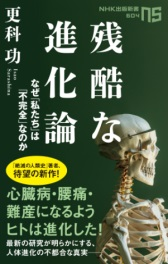 NHK出版新書
604
ns
残酷な
進化論
なぜ「私たち」は
「不完全」なのか
更科 功
Isao
Sarashina
『絶滅の人類史』著者、
待望の新作!
心臓病・腰痛・
難産になるよう
ヒトは進化した!
最新の研究が明らかにする、
人体進化の不都合な真実——